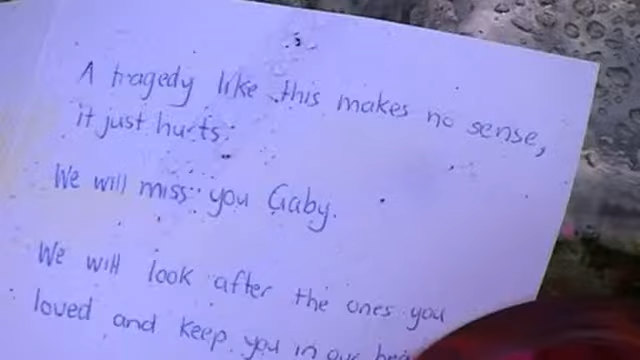 A tragedy like this makes no sense,
it just hurts.
We will miss you Gaby.
We will look after the ones you
loved and keep you in our